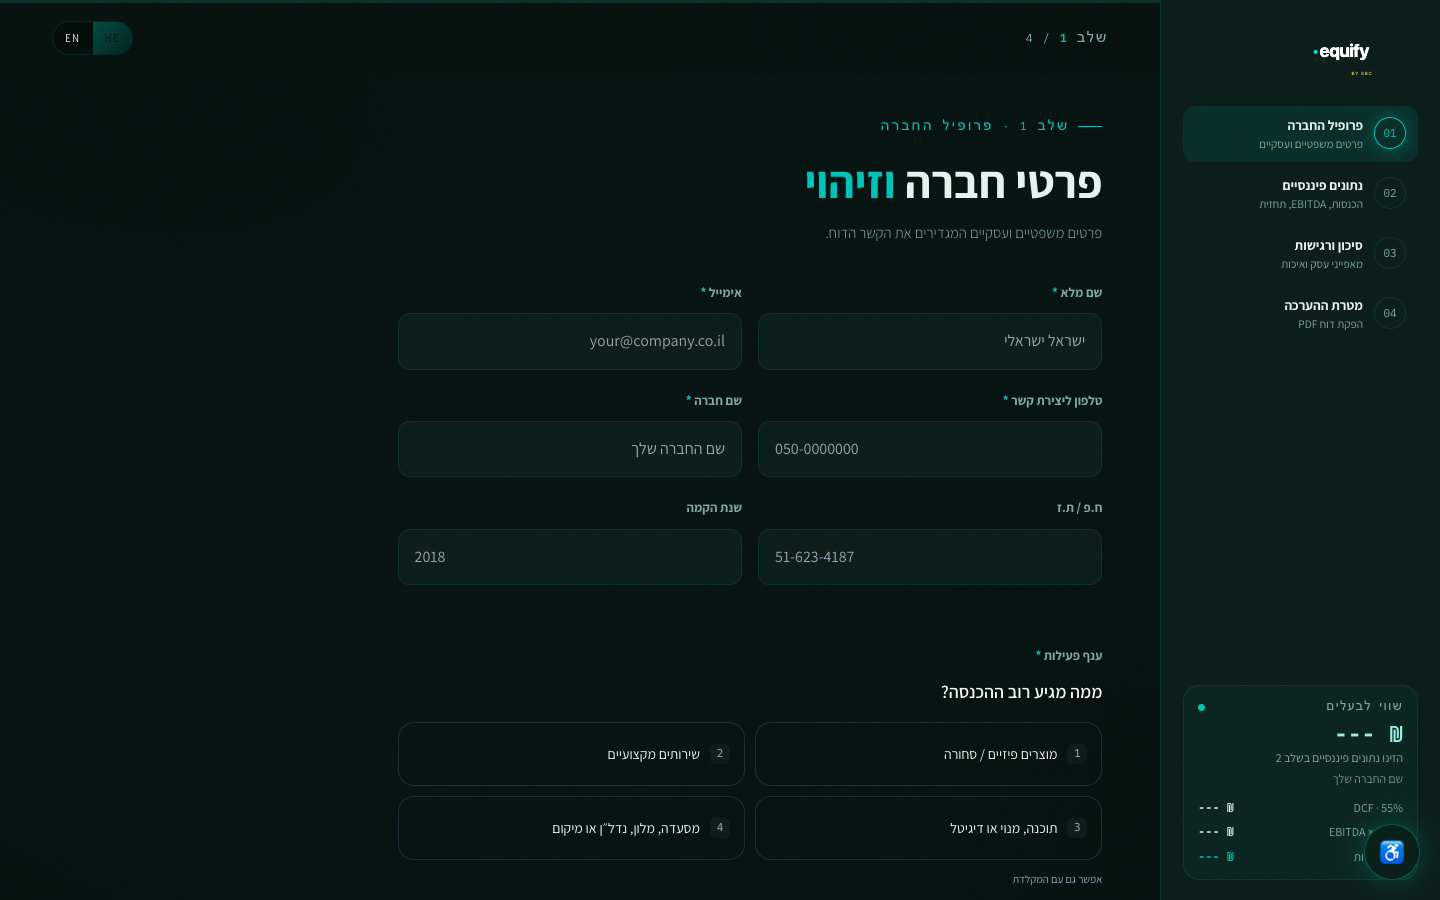 equify
BY SBC
01
פרופיל החברה
פרטים משפטיים ועסקיים
02
נתונים פיננסיים
הכנסות, EBITDA, תחזית
03
סיכון ורגישות
מאפייני עסק ואיכות
04
מטרת ההערכה
הפקת דוח PDF
שווי לבעלים
₪ ---
הזינו נתונים פיננסיים בשלב 2
שם החברה שלך
DCF · 55%
₪ ---
EBITDA
₪ ---
₪ ---
שלב 1 / 4
HE
EN
שלב 1 · פרופיל החברה
פרטי חברה וזיהוי
פרטים משפטיים ועסקיים המגדירים את הקשר הדוח.
שם מלא *
אימייל *
ישראל ישראלי
your@company.co.il
טלפון ליצירת קשר *
שם חברה *
050-0000000
שם החברה שלך
ח.פ / ת.ז
שנת הקמה
51-623-4187
2018
ענף פעילות *
ממה מגיע רוב ההכנסה?
1 מוצרים פיזיים / סחורה
2 שירותים מקצועיים
3 תוכנה, מנוי או דיגיטל
4 מסעדה, מלון, נדל״ן או מיקום
אפשר גם עם המקלדת